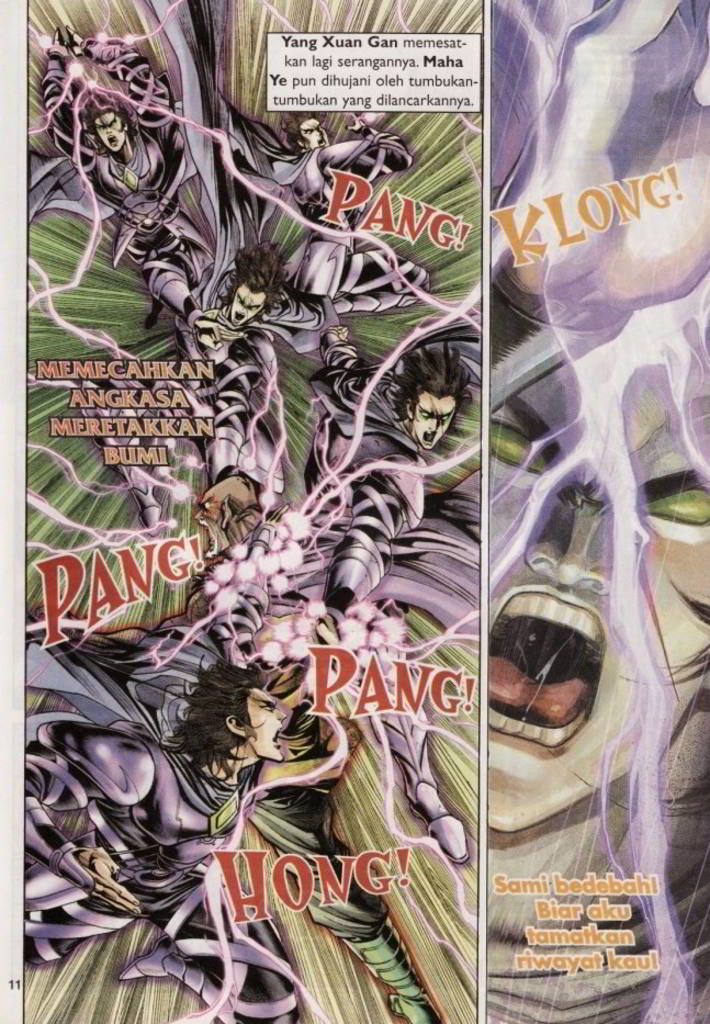 Yang Xuan Gan memesat-
kan lagi serangannya. Maha
Ye pun dihujani oleh tumbukan-
tumbukan yang dilancarkannya.
PANG!
KLONG!
MEMECAHKAN
ANGKASA
MERETAKKAN
BUMI
PANG!
PANG!
HONG!
Sami bedebah!
Biar aku
tamatkan
riwayat kau!
11